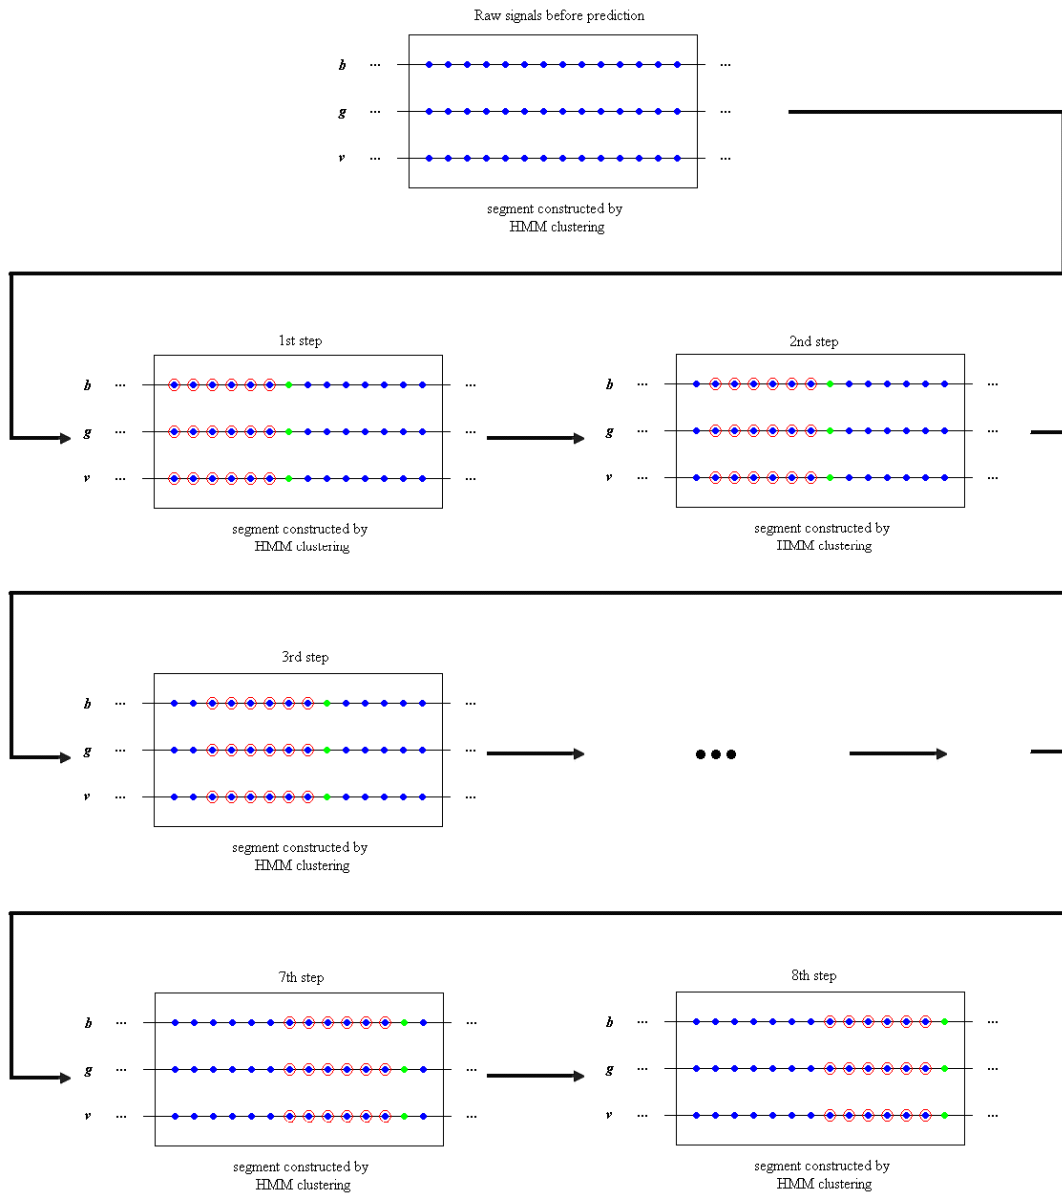 Raw signals before prediction
b ... ...
g ... ...
v ... ...
segment constructed by
HMM clustering
1st step
b ... ...
g ... ...
v ... ...
segment constructed by
HMM clustering
2nd step
b ... ...
g ... ...
v ... ...
segment constructed by
HMM clustering
3rd step
b ... ...
g ... ...
v ... ...
segment constructed by
HMM clustering
...
7th step
b ... ...
g ... ...
v ... ...
segment constructed by
HMM clustering
8th step
b ... ...
g ... ...
v ... ...
segment constructed by
HMM clustering